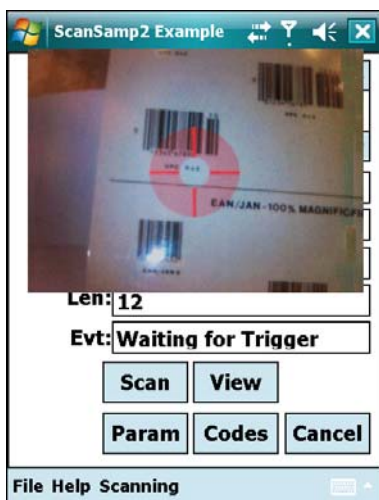 ScanSamp2 Example
EAN/JAN-100%
Len: 12
Evt: Waiting for Trigger
Scan View
Param Codes Cancel
File Help Scanning